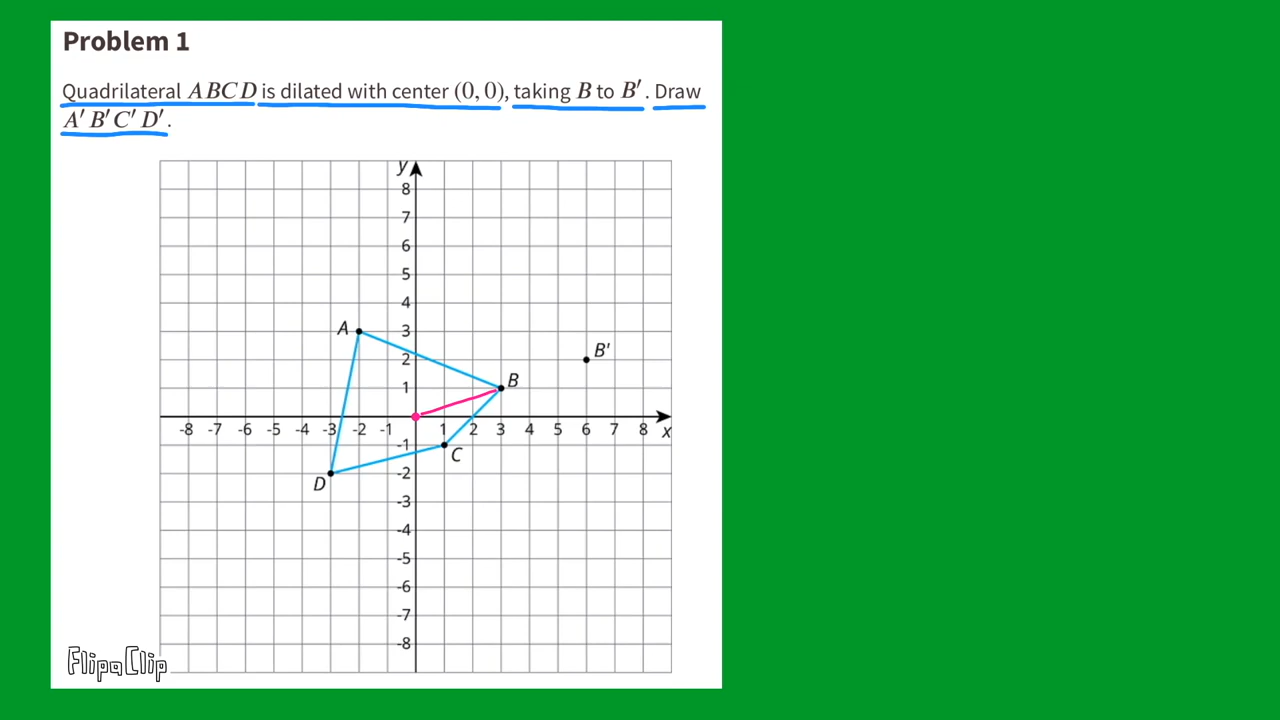 Problem 1
Quadrilateral ABCD is dilated with center (0, 0), taking B to B′. Draw
A′B′C′D′.
y
8
7
6
5
4
A 3
2 B'
1 B
-8 -7 -6 -5 -4 -3 -2 -1 1 2 3 4 5 6 7 8 x
-1 C
-2
D
-3
-4
-5
-6
-7
-8
FlipaClip